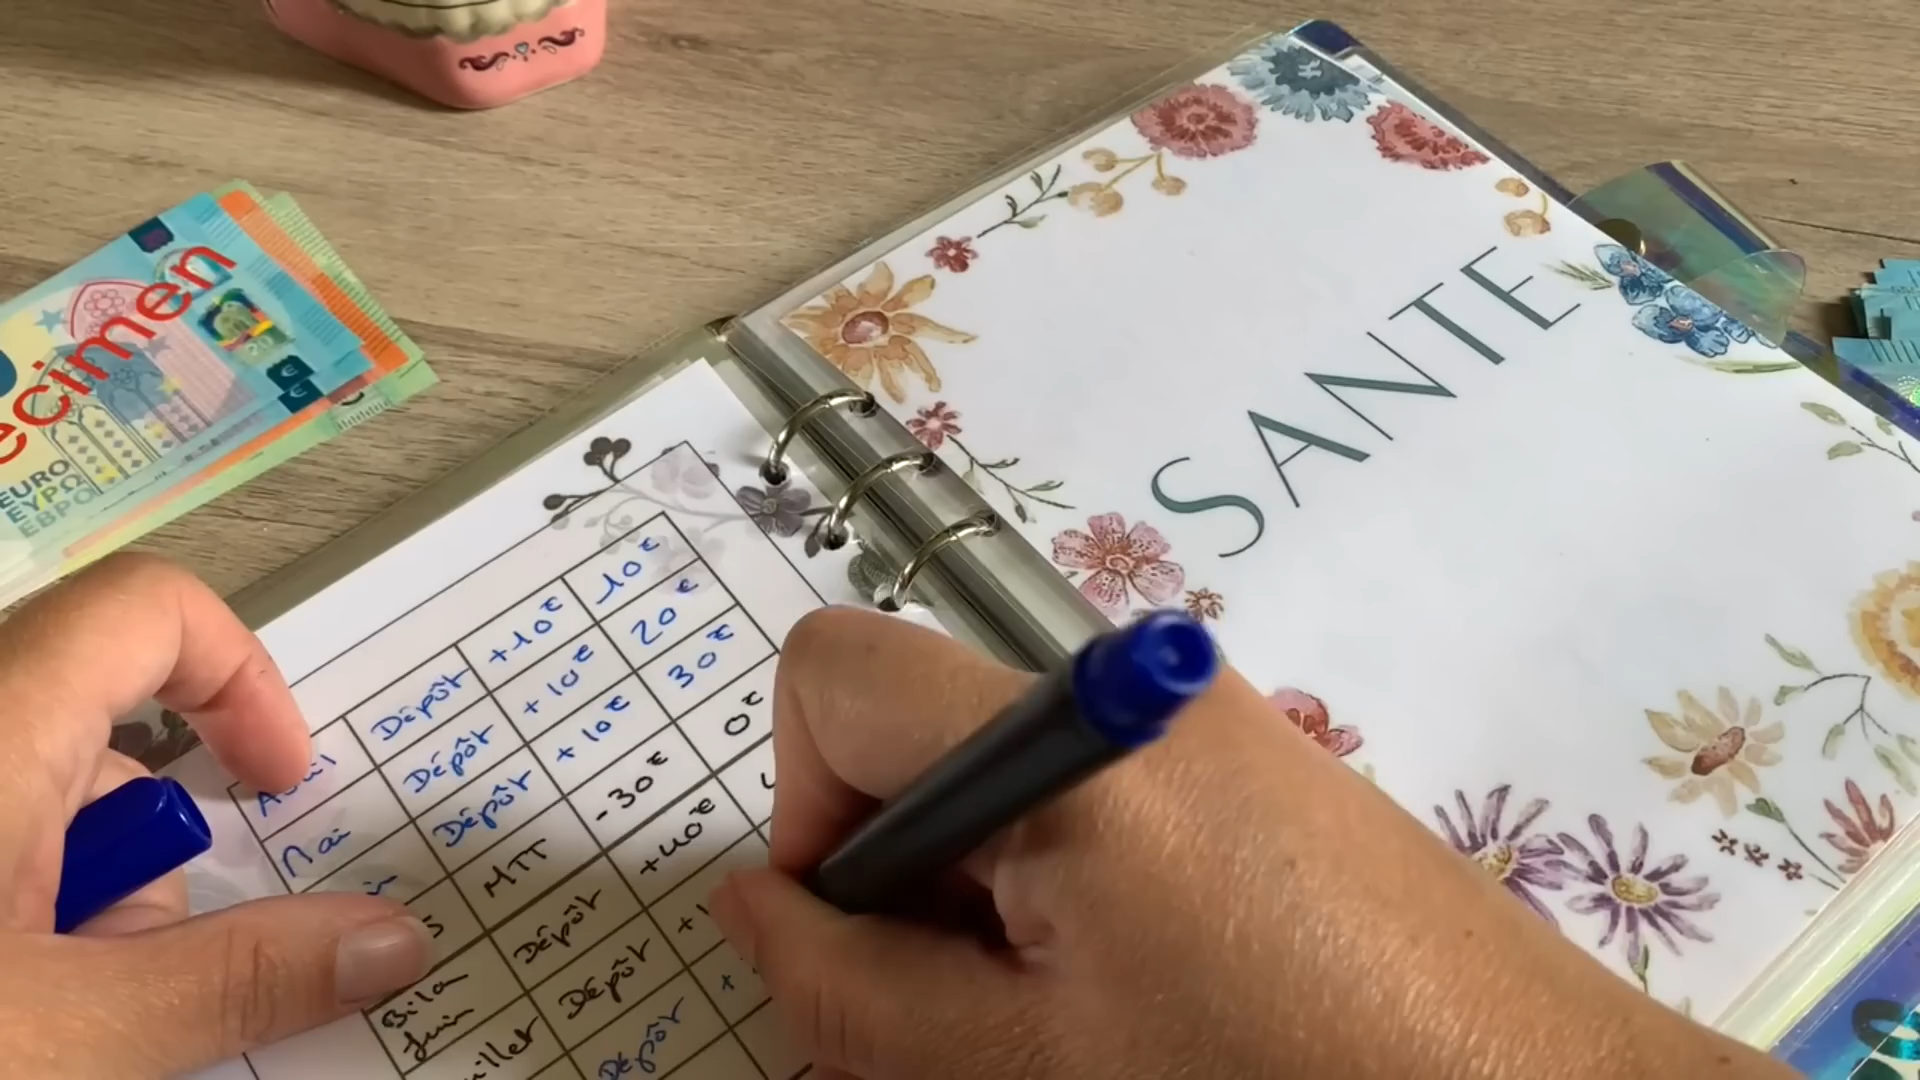 ecimen
20
EURO
ΕΥΡΩ
ЕВРО
SANTE
Avril Dépôt +10€ 10€
Mai Dépôt +10€ 20€
Dépôt +10€ 30€
MTT -30€ 0€
Bilan Juin Dépôt +40€
Dépôt
Dépôt +